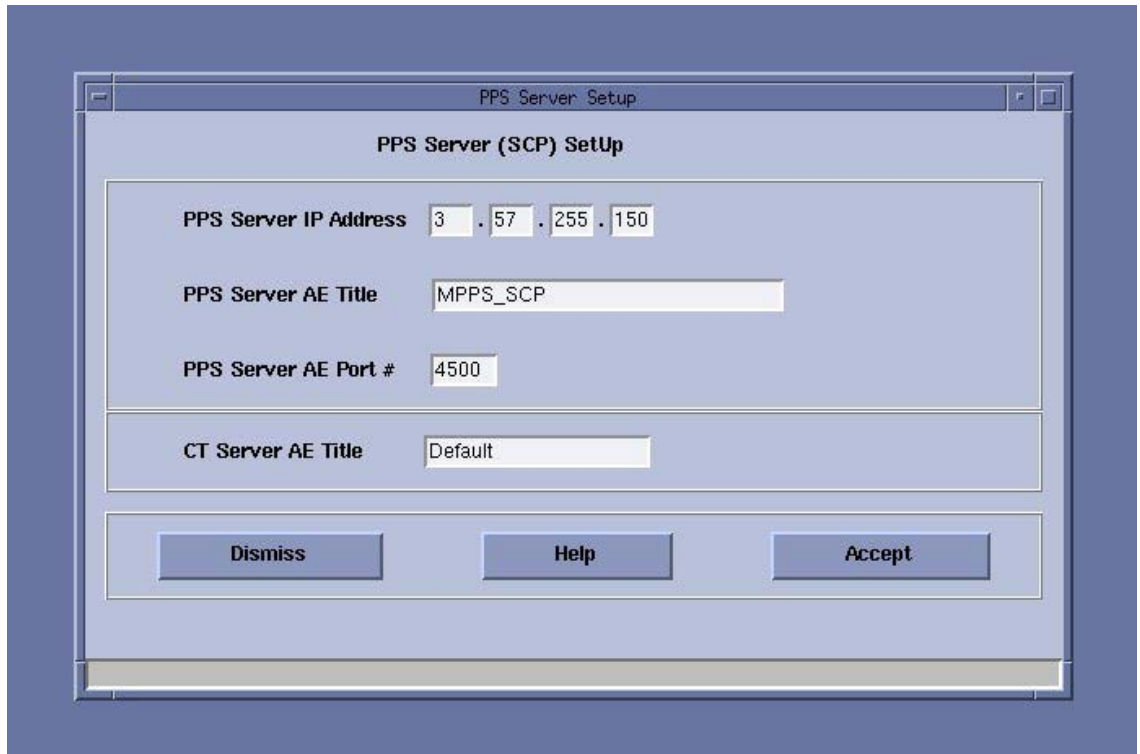 PPS Server Setup
PPS Server (SCP) SetUp
PPS Server IP Address 3 . 57 . 255 . 150
PPS Server AE Title MPPS_SCP
PPS Server AE Port # 4500
CT Server AE Title Default
Dismiss Help Accept